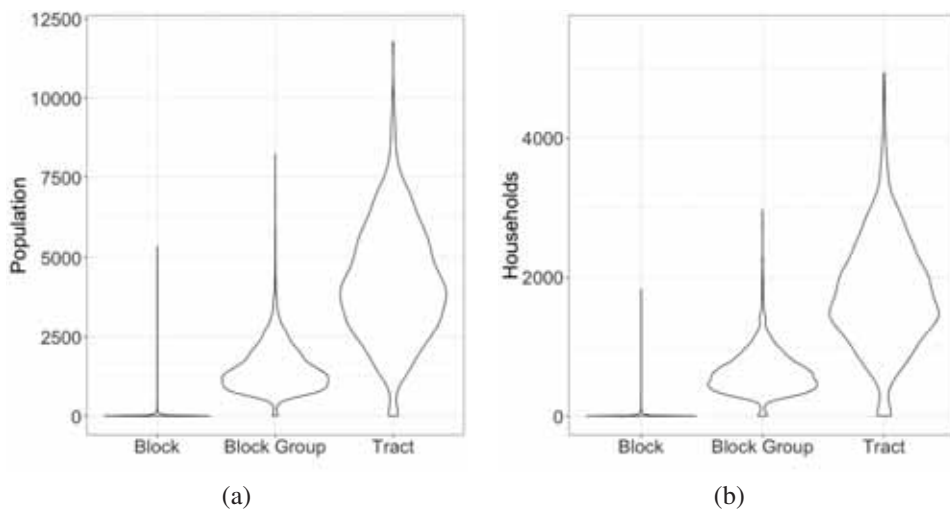 12500
10000
7500
5000
2500
0
Population
Block
Block Group
Tract
(a)
4000
2000
0
Households
Block
Block Group
Tract
(b)